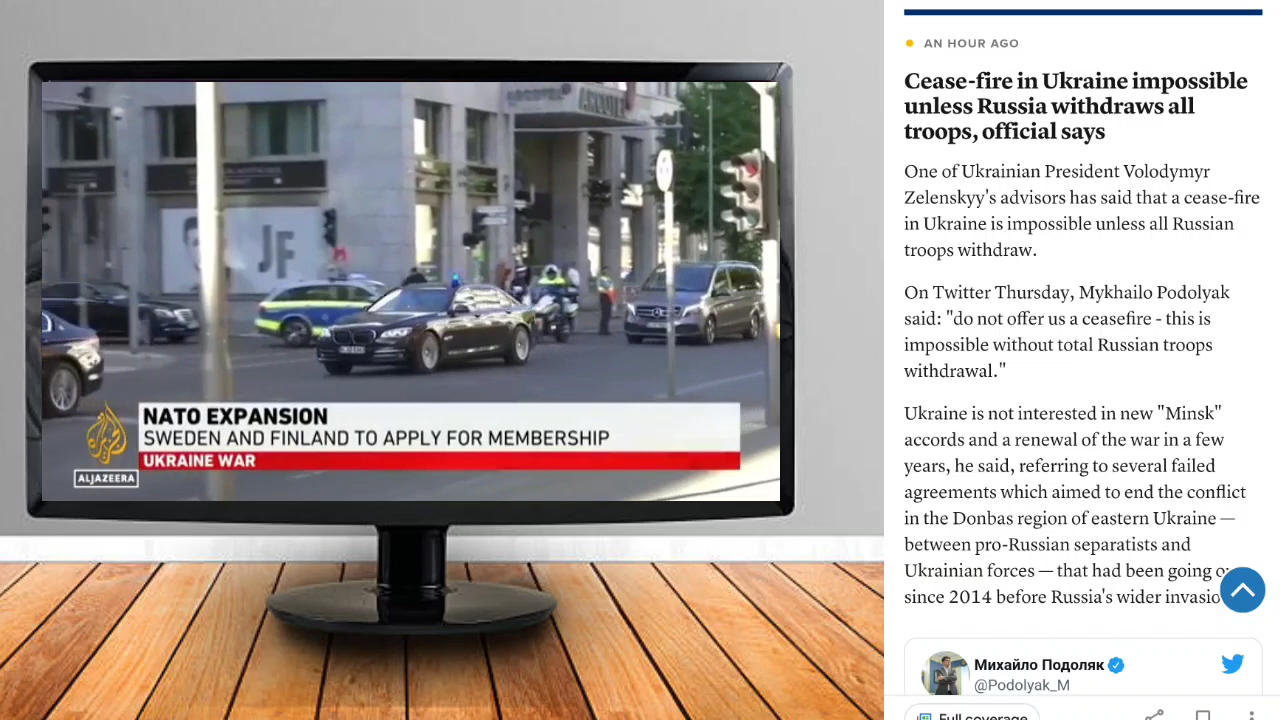 JF
NATO EXPANSION
SWEDEN AND FINLAND TO APPLY FOR MEMBERSHIP
UKRAINE WAR
ALJAZEERA
AN HOUR AGO
Cease-fire in Ukraine impossible
unless Russia withdraws all
troops, official says
One of Ukrainian President Volodymyr
Zelenskyy's advisors has said that a cease-fire
in Ukraine is impossible unless all Russian
troops withdraw.
On Twitter Thursday, Mykhailo Podolyak
said: "do not offer us a ceasefire - this is
impossible without total Russian troops
withdrawal."
Ukraine is not interested in new "Minsk"
accords and a renewal of the war in a few
years, he said, referring to several failed
agreements which aimed to end the conflict
in the Donbas region of eastern Ukraine —
between pro-Russian separatists and
Ukrainian forces — that had been going
since 2014 before Russia's wider
Михайло Подоляк
@Podolyak_M
Full coverage